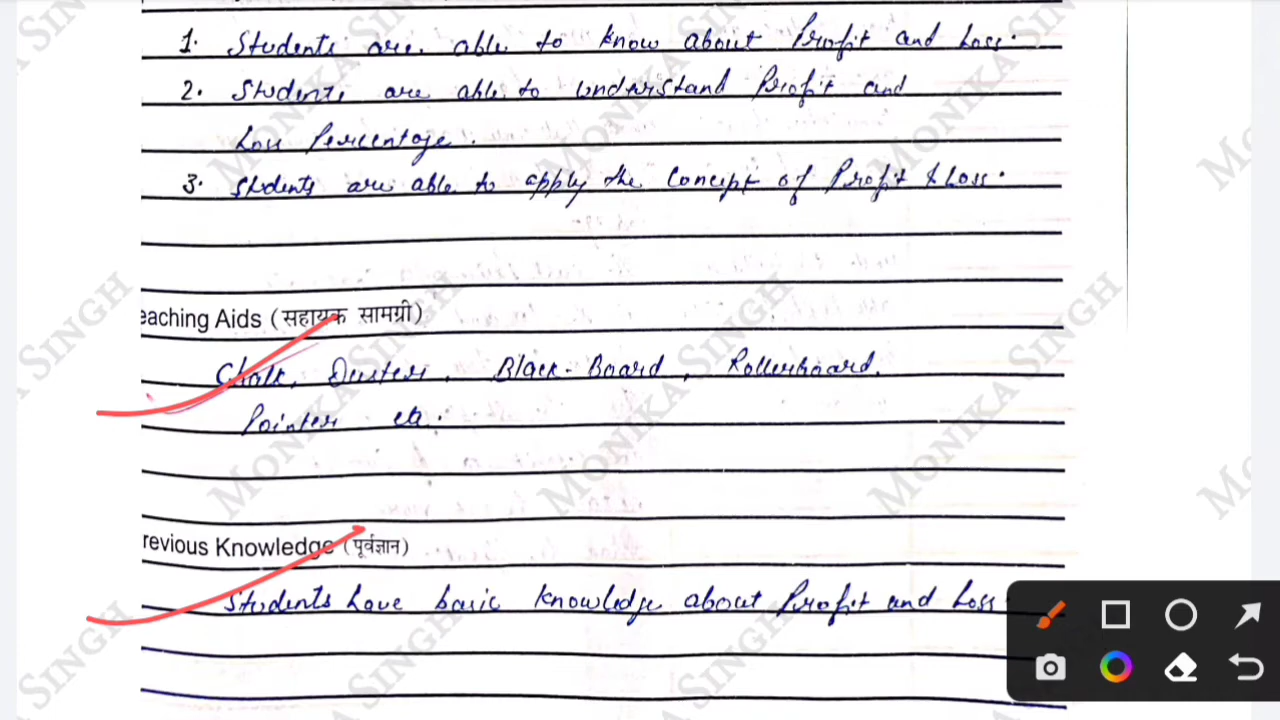 1. Students are able to know about Profit and Loss.
2. Students are able to understand Profit and
Loss Percentage.
3. Students are able to apply the Concept of Profit & Loss.
eaching Aids (सहायक सामग्री)
Chalk, Duster, Black-Board, Rollerboard,
Pointer etc.
revious Knowledge (पूर्वज्ञान)
Students have basic knowledge about Profit and Loss.
MONIKA SINGH